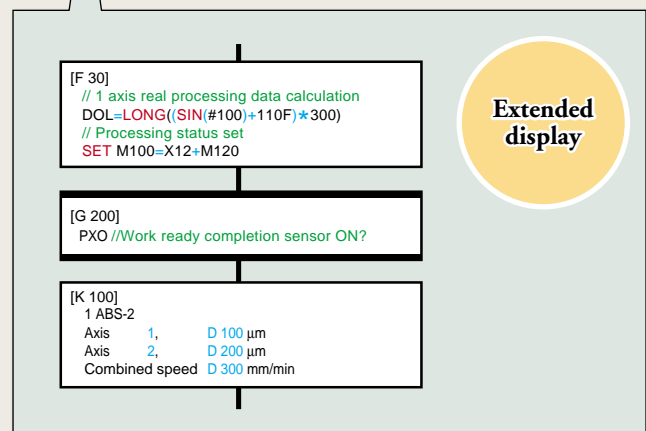 [F 30]
// 1 axis real processing data calculation
DOL=LONG((SIN(#100)+110F)*300)
// Processing status set
SET M100=X12+M120
Extended
display
[G 200]
PXO //Work ready completion sensor ON?
[K 100]
1 ABS-2
Axis 1, D 100 µm
Axis 2, D 200 µm
Combined speed D 300 mm/min